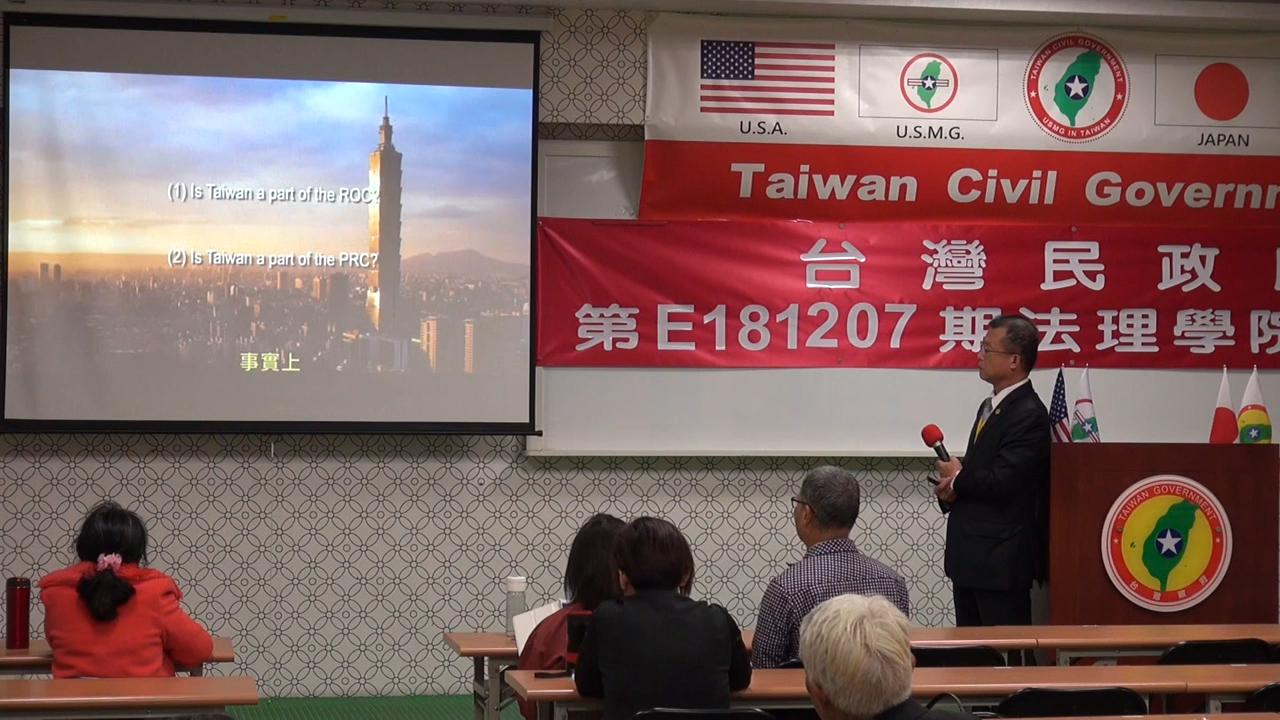 (1) Is Taiwan a part of the ROC?
(2) Is Taiwan a part of the PRC?
事實上
U.S.A.
U.S.M.G.
TAIWAN CIVIL GOVERNMENT
USMG IN TAIWAN
JAPAN
Taiwan Civil Governm
台灣民政
第E181207期法理學院
TAIWAN GOVERNMENT
台灣政府